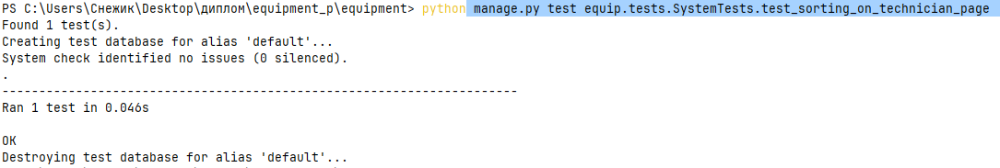 PS C:\Users\Снежик\Desktop\диплом\equipment_p\equipment> python manage.py test equip.tests.SystemTests.test_sorting_on_technician_page
Found 1 test(s).
Creating test database for alias 'default'...
System check identified no issues (0 silenced).
.
----------------------------------------------------------------------
Ran 1 test in 0.046s
OK
Destroying test database for alias 'default'...